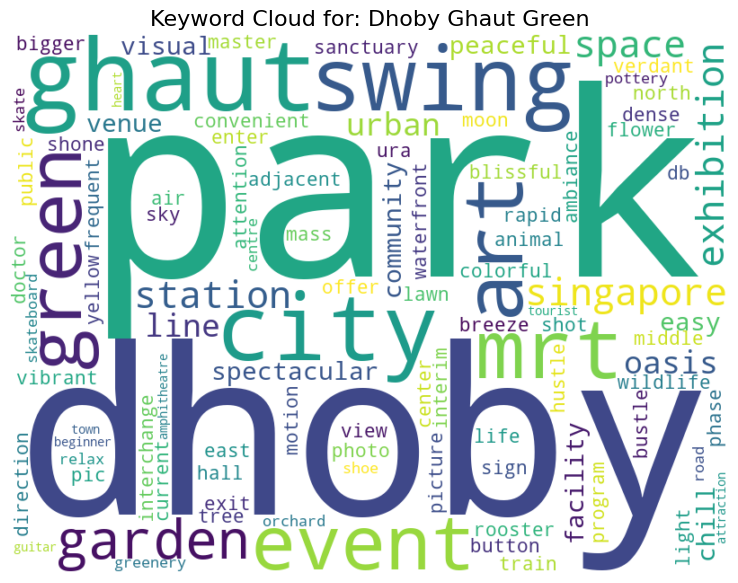 Keyword Cloud for: Dhoby Ghaut Green
bigger
visual
master
sanctuary
peaceful
space
ghaut
swing
verdant
heart
pottery
north
skate
venue
convenient
urban
moon
dense
flower
enter
shone
park
ura
blissful
db
public
air
sky
adjacent
attention
centre
mass
community
waterfront
art
rapid
animal
ambiance
exhibition
green
yellow
frequent
doctor
skateboard
station
offer
lawn
colorful
singapore
tourist
line
city
breeze
shot
easy
mrt
middle
vibrant
spectacular
oasis
wildlife
hustle
amphitheatre
dhoby
motion
center
interim
bustle
phase
town
beginner
relax
pic
interchange
current
east
hall
view
photo
shoe
life
sign
picture
facility
program
road
attraction
direction
exit
tree
orchard
rooster
button
train
light
chill
guitar
garden
greenery
event